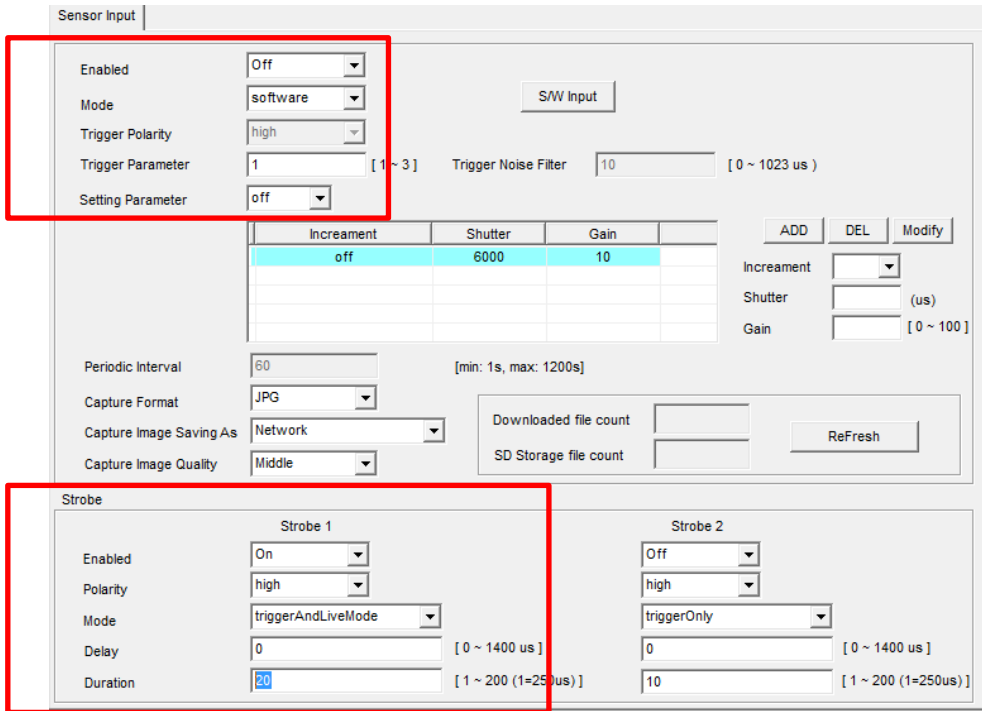 Sensor Input
Enabled Off
Mode software S/W Input
Trigger Polarity high
Trigger Parameter 1 [ 1 ~ 3 ] Trigger Noise Filter 10 [ 0 ~ 1023 us )
Setting Parameter off
Increament Shutter Gain ADD DEL Modify
off 6000 10
Increament
Shutter (us)
Gain [ 0 ~ 100 ]
Periodic Interval 60 [min: 1s, max: 1200s]
Capture Format JPG
Downloaded file count
Capture Image Saving As Network ReFresh
SD Storage file count
Capture Image Quality Middle
Strobe
Strobe 1 Strobe 2
Enabled On Off
Polarity high high
Mode triggerAndLiveMode triggerOnly
Delay 0 [ 0 ~ 1400 us ] 0 [ 0 ~ 1400 us ]
Duration 20 [ 1 ~ 200 (1=250us) ] 10 [ 1 ~ 200 (1=250us) ]